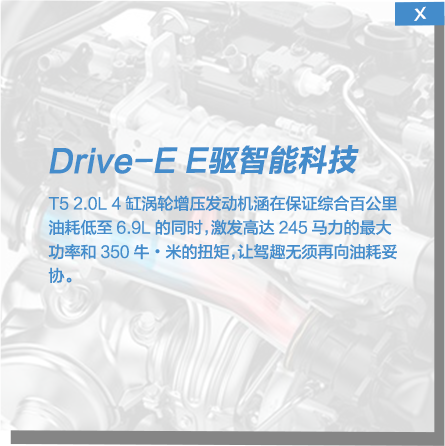 X
Drive-E E驱智能科技
T5 2.0L 4 缸涡轮增压发动机涵在保证综合百公里
油耗低至 6.9L 的同时,激发高达 245 马力的最大
功率和 350 牛·米的扭矩,让驾趣无须再向油耗妥
协。